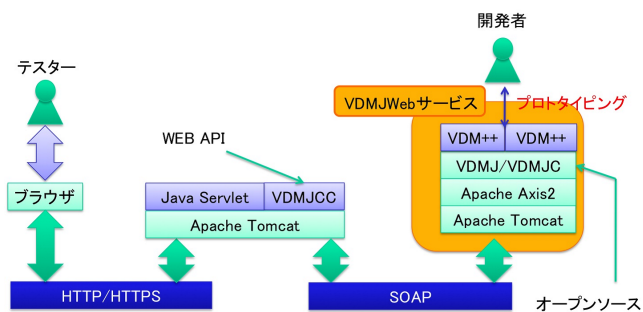 開発者
テスター
VDMJWebサービス
プロトタイピング
WEB API
VDM++
VDM++
VDMJ/VDMJC
ブラウザ
Java Servlet
VDMJCC
Apache Axis2
Apache Tomcat
Apache Tomcat
HTTP/HTTPS
SOAP
オープンソース